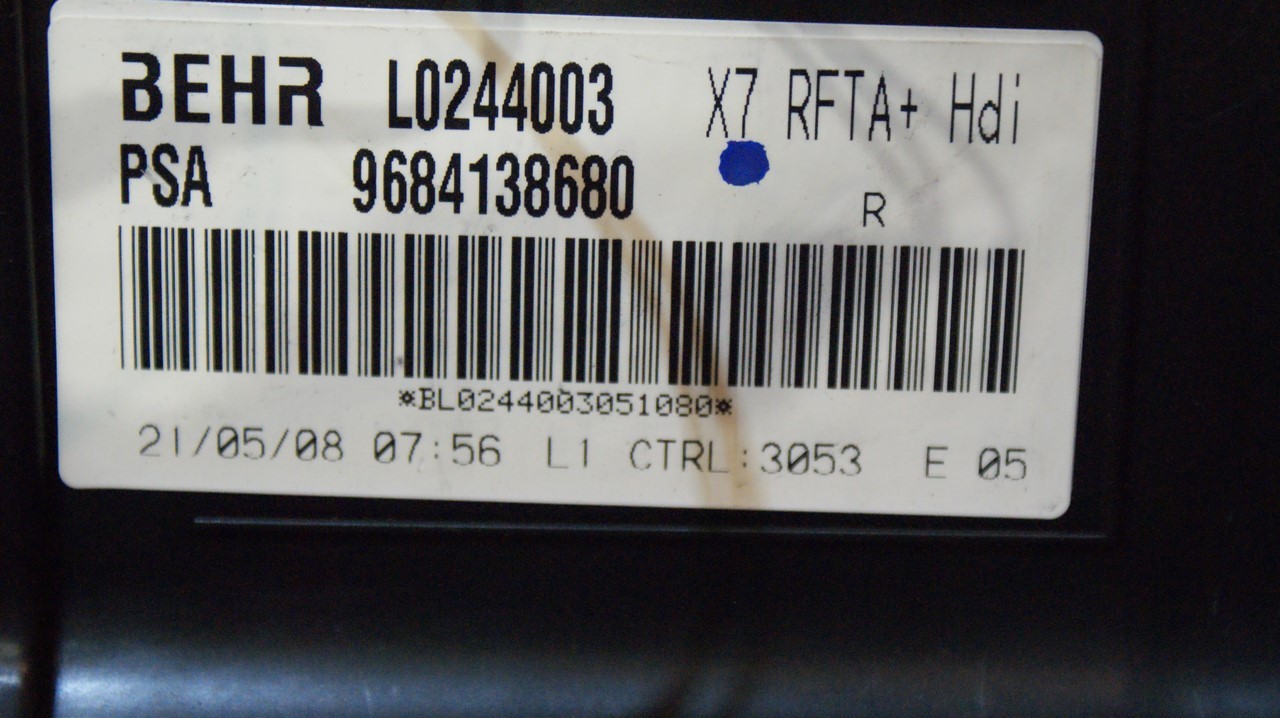 BEHR L0244003 X7 RFTA+ Hdi
PSA 9684138680 R
*BL0244003051080*
21/05/08 07:56 L1 CTRL:3053 E 05